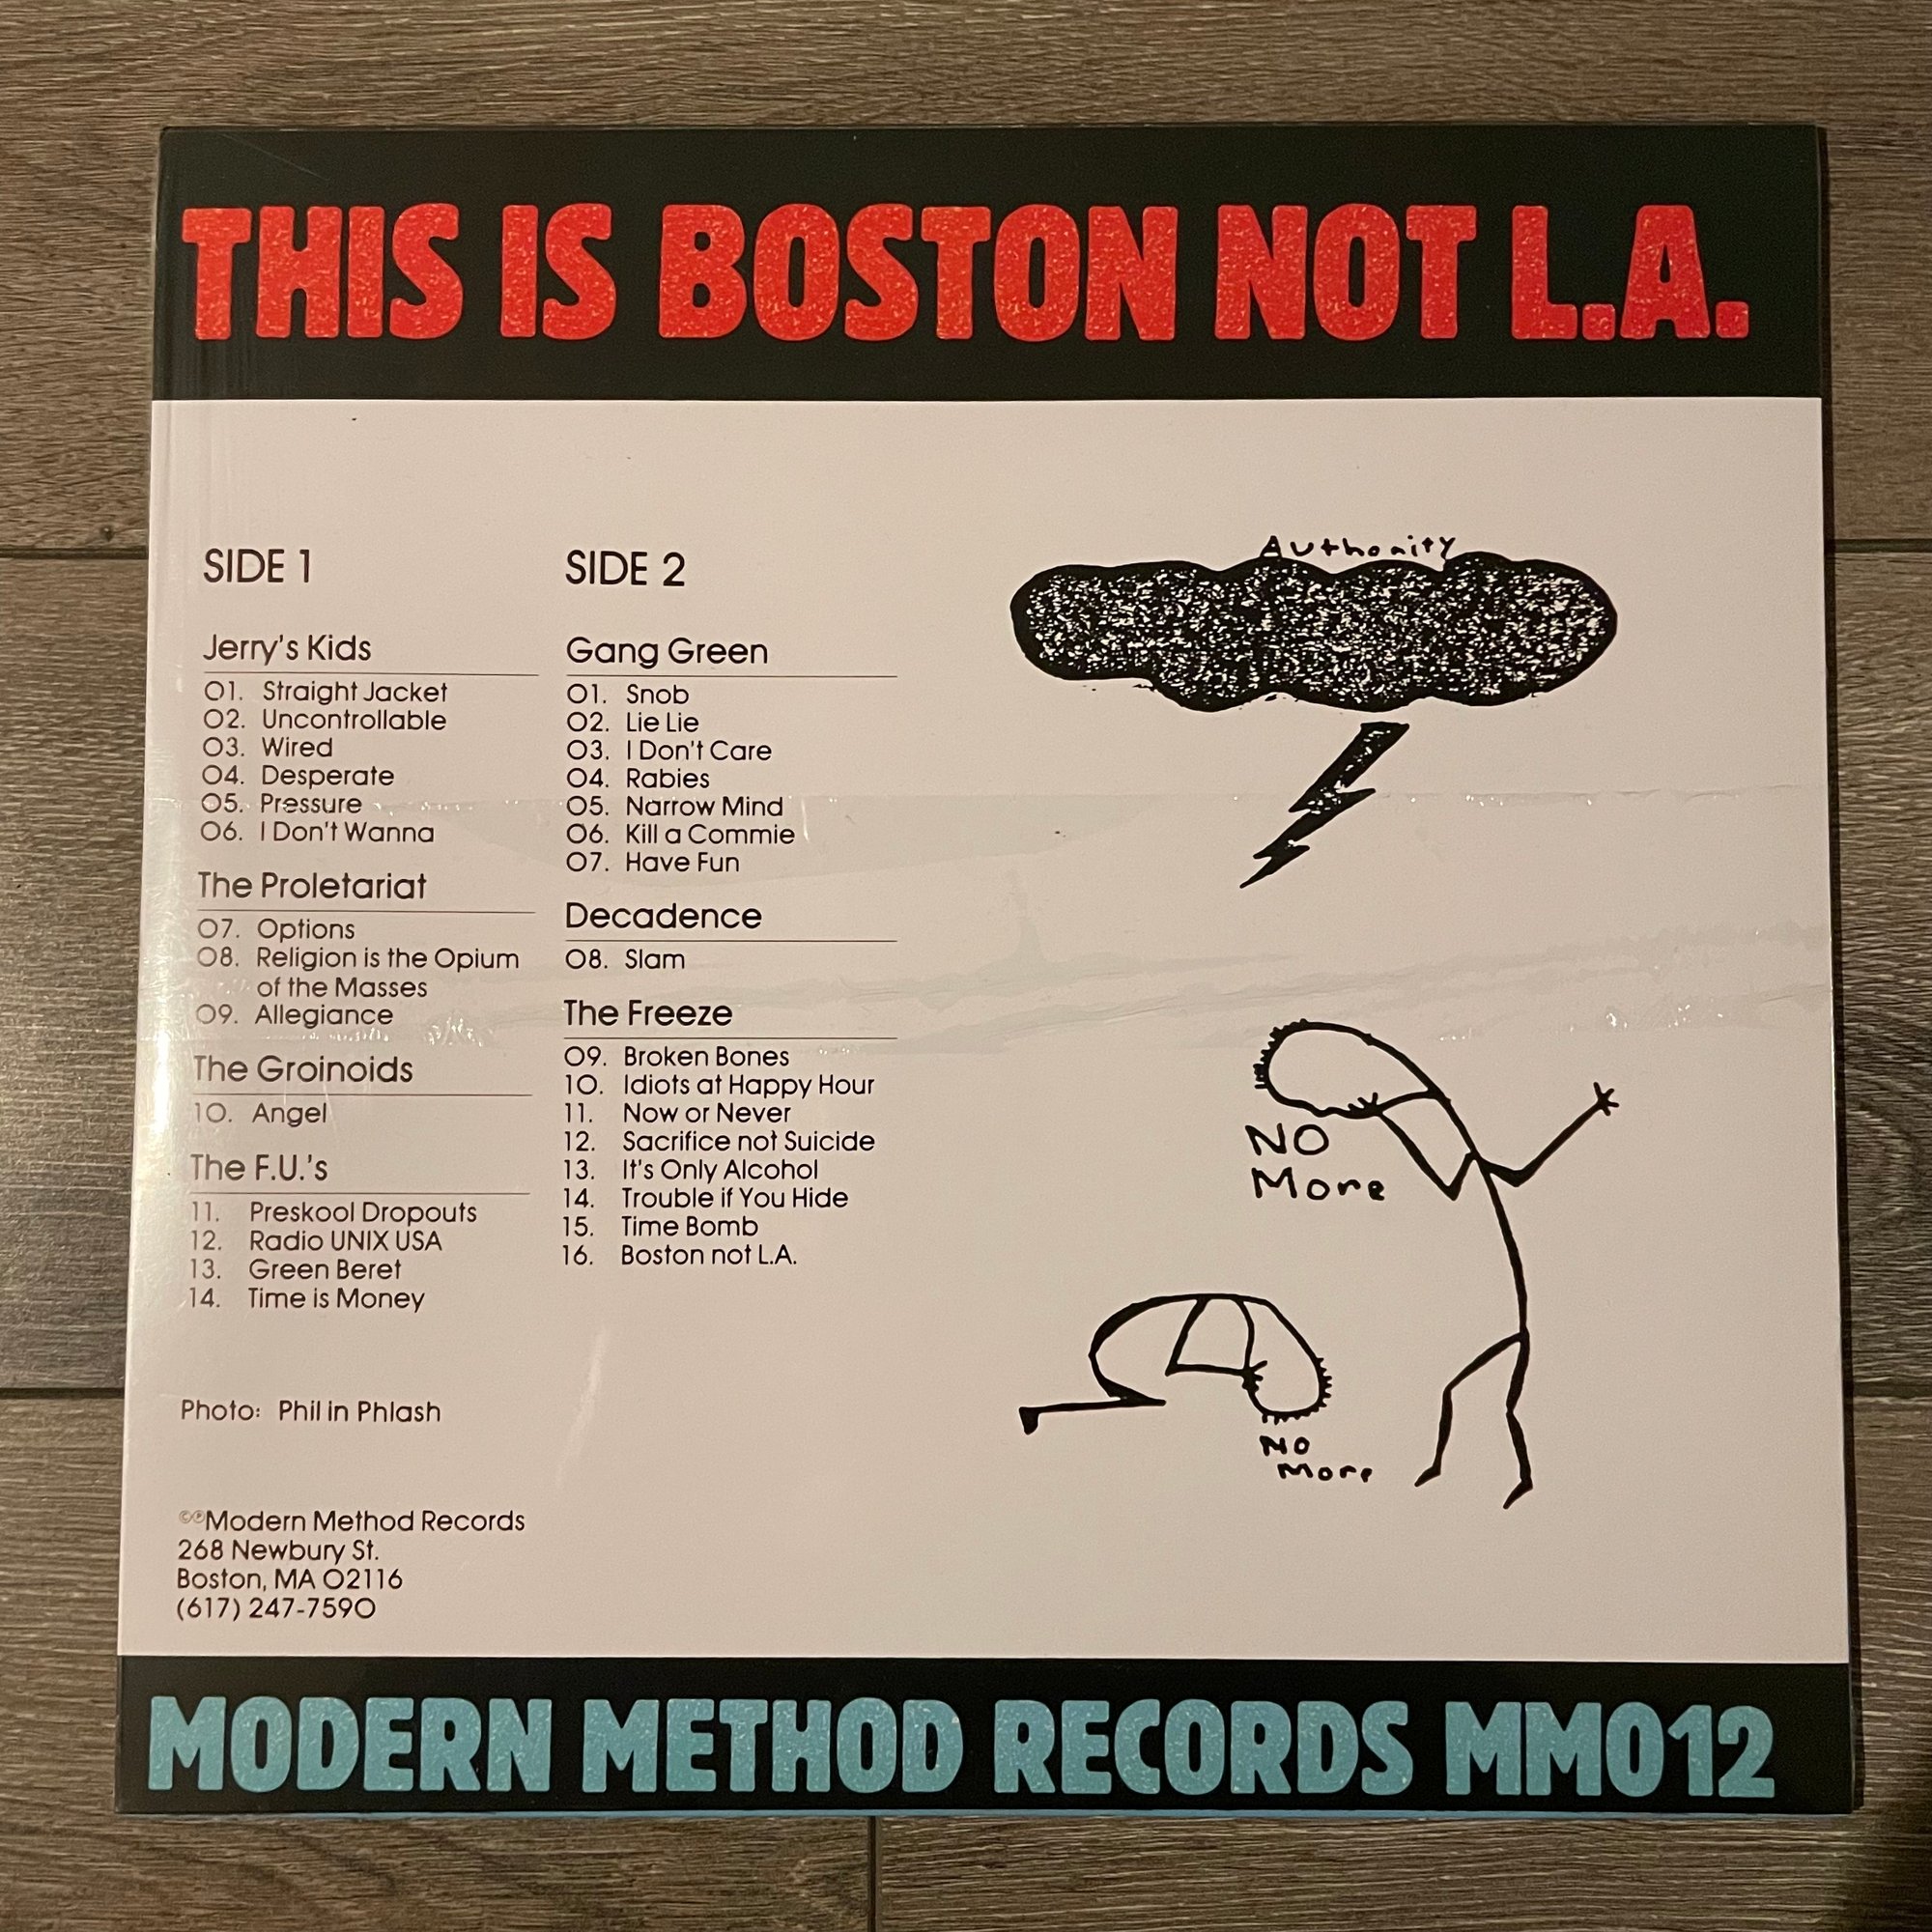 THIS IS BOSTON NOT L.A.
SIDE 1
Jerry's Kids
01. Straight Jacket
02. Uncontrollable
03. Wired
04. Desperate
05. Pressure
06. I Don't Wanna
The Proletariat
07. Options
08. Religion is the Opium
of the Masses
09. Allegiance
The Groinoids
10. Angel
The F.U.'s
11. Preskool Dropouts
12. Radio UNIX USA
13. Green Beret
14. Time is Money
Photo: Phil in Phlash
©℗Modern Method Records
268 Newbury St.
Boston, MA 02116
(617) 247-7590
SIDE 2
Gang Green
01. Snob
02. Lie Lie
03. I Don't Care
04. Rabies
05. Narrow Mind
06. Kill a Commie
07. Have Fun
Decadence
08. Slam
The Freeze
09. Broken Bones
10. Idiots at Happy Hour
11. Now or Never
12. Sacrifice not Suicide
13. It's Only Alcohol
14. Trouble if You Hide
15. Time Bomb
16. Boston not L.A.
Authority
NO
More
NO
More
MODERN METHOD RECORDS MM012